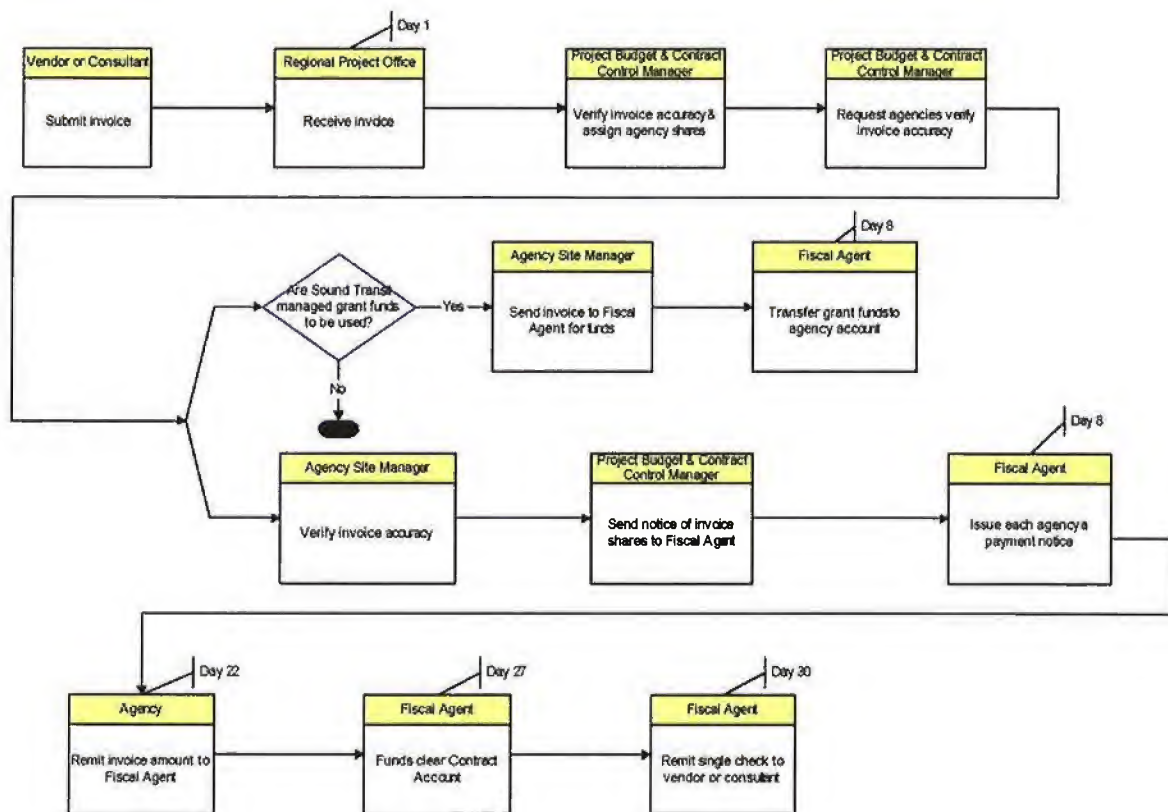 Day 1
Vendor or Consultant
Submit invoice
Regional Project Office
Receive invoice
Project Budget & Contract
Control Manager
Verify invoice accuracy &
assign agency shares
Project Budget & Contract
Control Manager
Request agencies verify
invoice accuracy
Are Sound Transit
managed grant funds
to be used?
Yes
No
Agency Site Manager
Send invoice to Fiscal
Agent for funds
Day 8
Fiscal Agent
Transfer grant funds to
agency account
Agency Site Manager
Verify invoice accuracy
Project Budget & Contract
Control Manager
Send notice of invoice
shares to Fiscal Agent
Day 8
Fiscal Agent
Issue each agency a
payment notice
Day 22
Agency
Remit invoice amount to
Fiscal Agent
Day 27
Fiscal Agent
Funds clear Contract
Account
Day 30
Fiscal Agent
Remit single check to
vendor or consultant